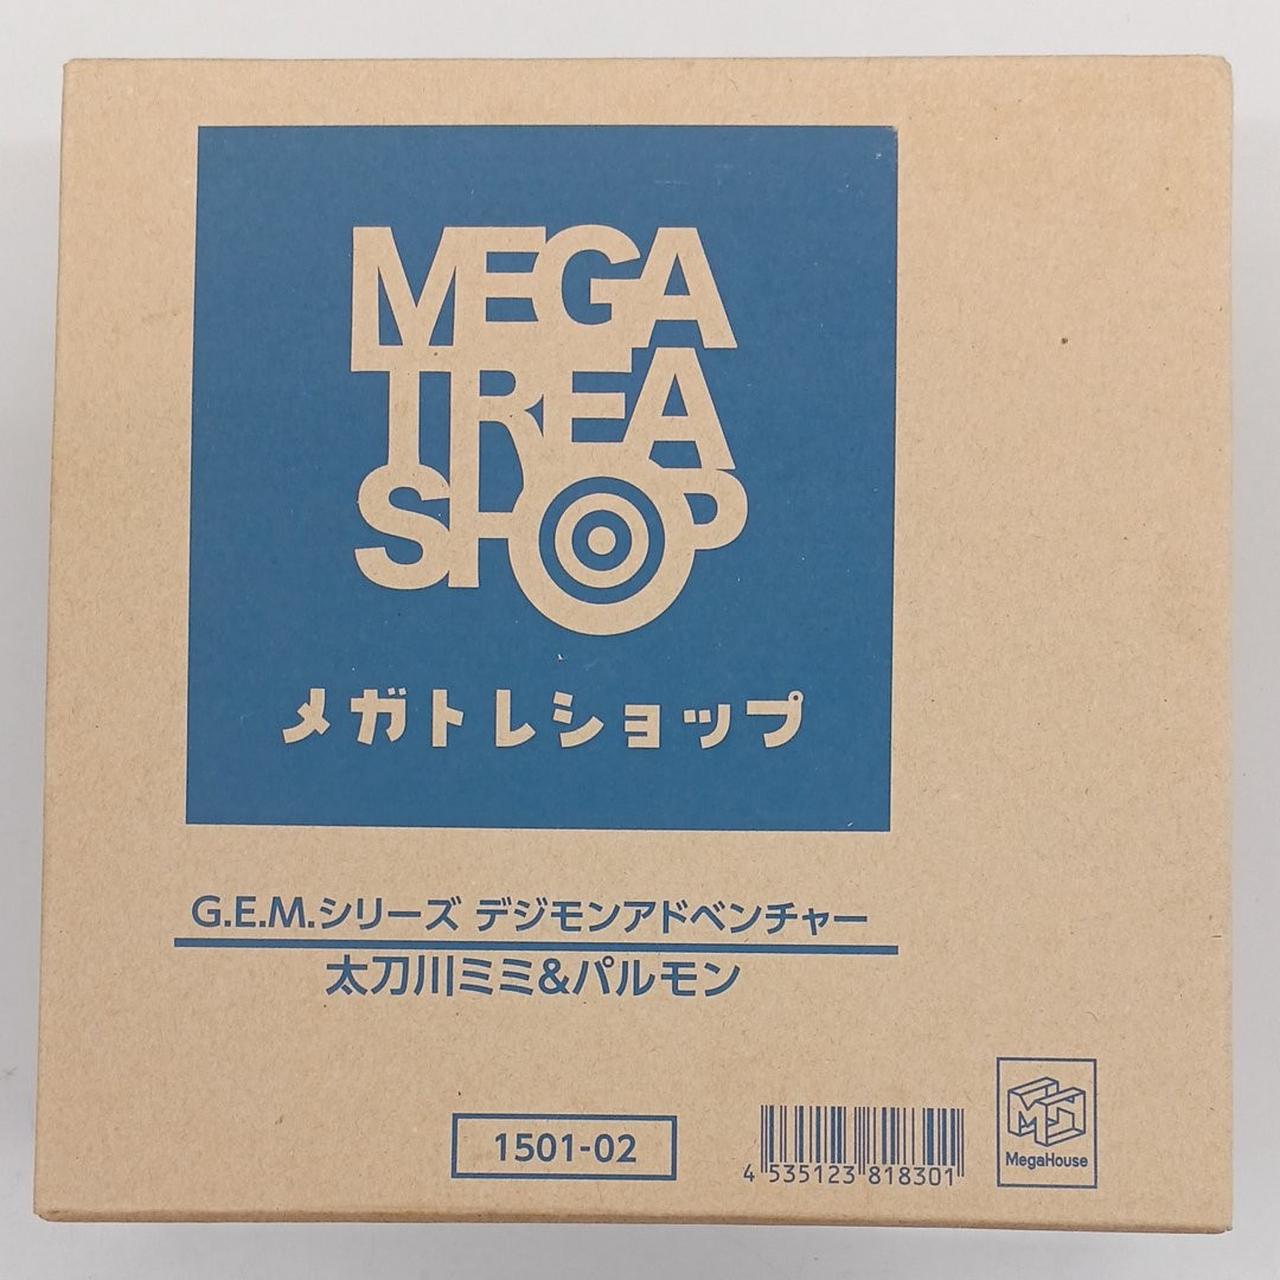 MEGA
TREA
SHOP
メガトレショップ
G.E.M.シリーズ デジモンアドベンチャー
太刀川ミミ&パルモン
1501-02
4 535123 818301
MegaHouse